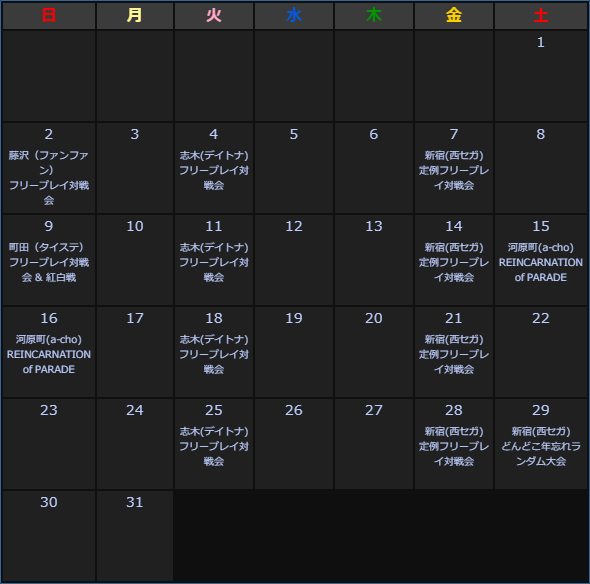 日 月 火 水 木 金 土
1
2
藤沢（ファンファ
ン）
フリープレイ対戦
会
3
4
志木(デイトナ)
フリープレイ対
戦会
5
6
7
新宿(西セガ)
定例フリープレ
イ対戦会
8
9
町田（タイステ）
フリープレイ対戦
会 & 紅白戦
10
11
志木(デイトナ)
フリープレイ対
戦会
12
13
14
新宿(西セガ)
定例フリープレ
イ対戦会
15
河原町(a-cho)
REINCARNATION
of PARADE
16
河原町(a-cho)
REINCARNATION
of PARADE
17
18
志木(デイトナ)
フリープレイ対
戦会
19
20
21
新宿(西セガ)
定例フリープレ
イ対戦会
22
23
24
25
志木(デイトナ)
フリープレイ対
戦会
26
27
28
新宿(西セガ)
定例フリープレ
イ対戦会
29
新宿(西セガ)
どんどこ年忘れラ
ンダム大会
30
31